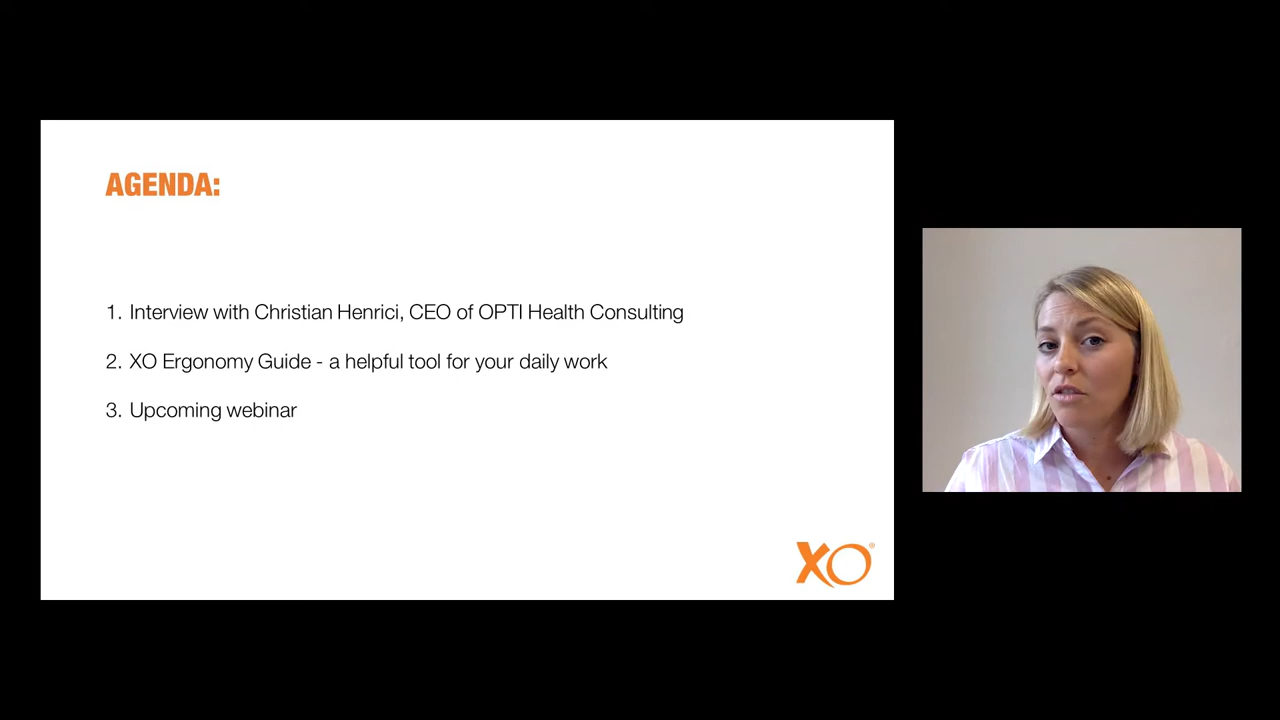 AGENDA:
1. Interview with Christian Henrici, CEO of OPTI Health Consulting
2. XO Ergonomy Guide - a helpful tool for your daily work
3. Upcoming webinar
XO®